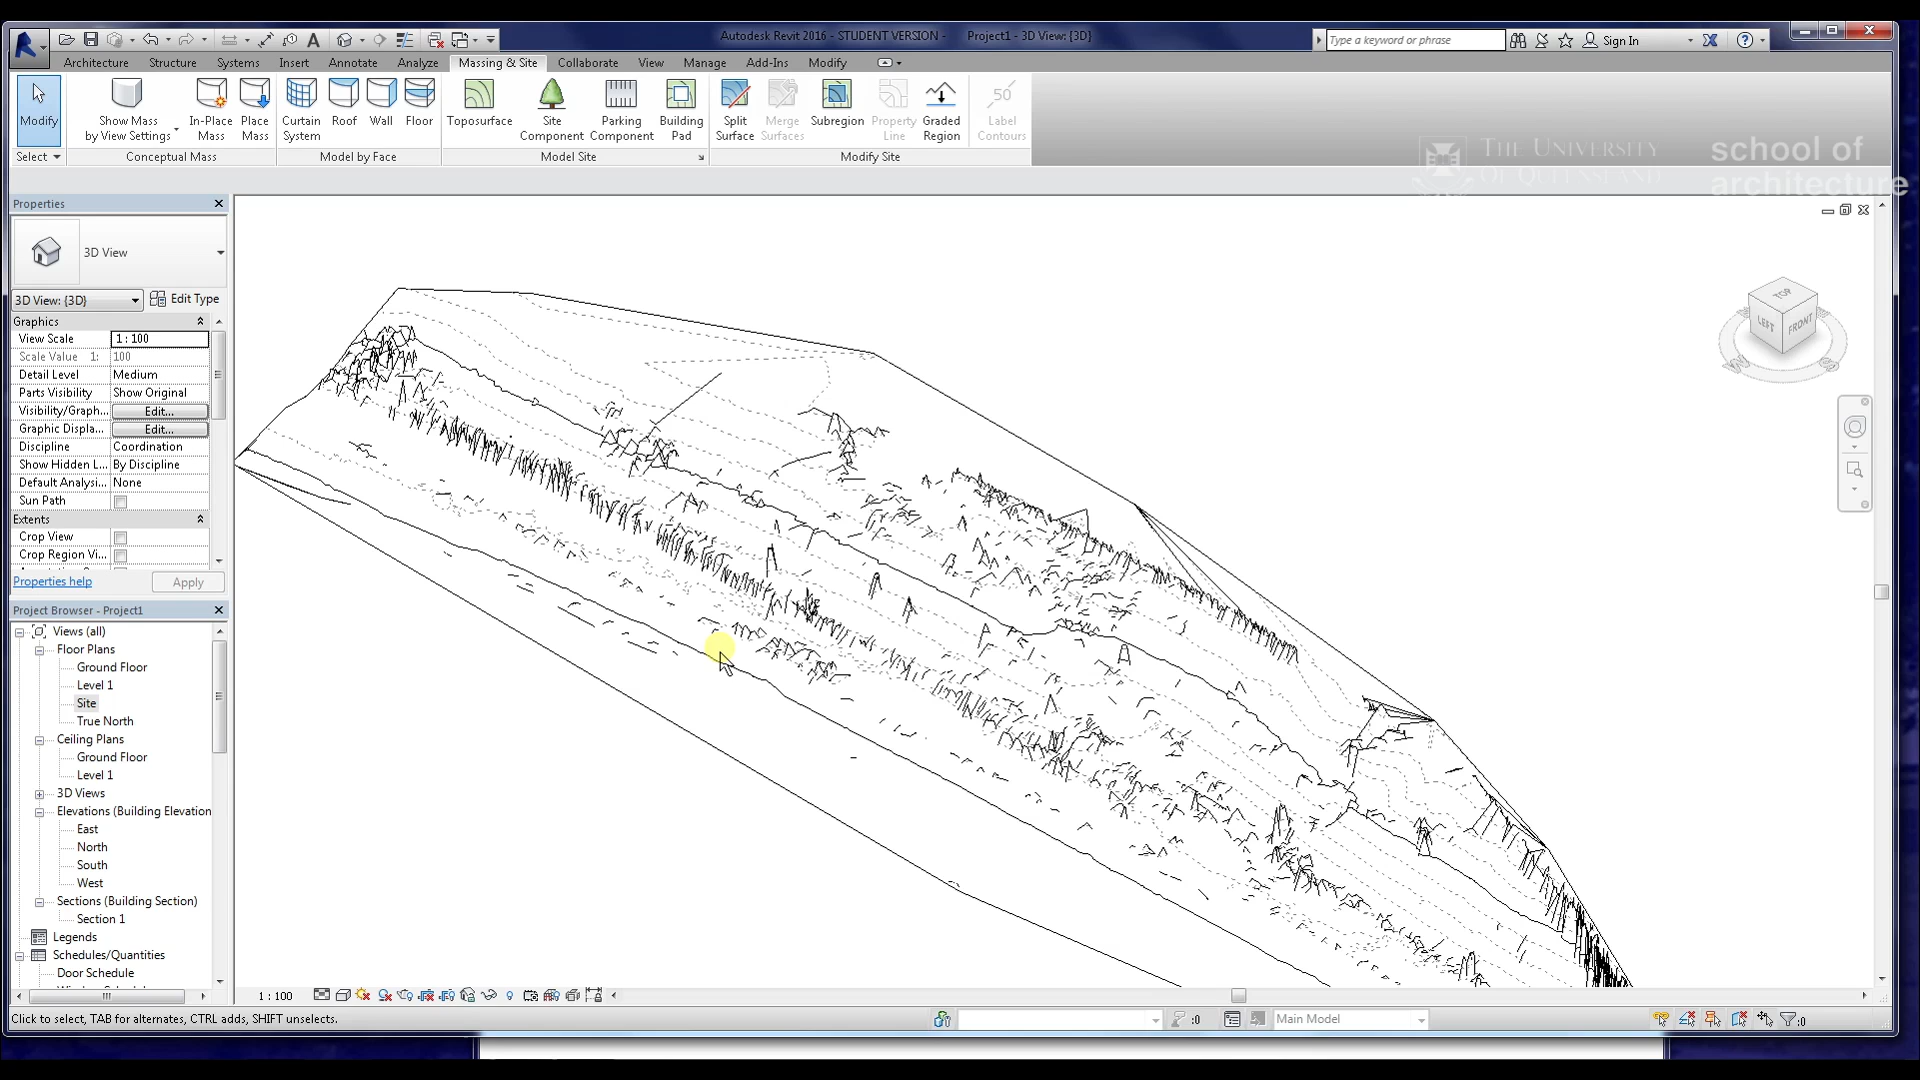 Autodesk Revit 2016 - STUDENT VERSION - Project1 - 3D View: {3D}
Type a keyword or phrase
Sign In
Architecture Structure Systems Insert Annotate Analyze Massing & Site Collaborate View Manage Add-Ins Modify
Modify
Show Mass
by View Settings
In-Place
Mass
Place
Mass
Curtain
System
Roof
Wall
Floor
Toposurface
Site
Component
Parking
Component
Building
Pad
Split
Surface
Merge
Surfaces
Subregion
Property
Line
Graded
Region
50
Label
Contours
Select
Conceptual Mass
Model by Face
Model Site
Modify Site
THE UNIVERSITY
OF QUEENSLAND
school of
architecture
Properties
3D View
3D View: {3D}
Edit Type
Graphics
View Scale 1 : 100
Scale Value 1: 100
Detail Level Medium
Parts Visibility Show Original
Visibility/Graph... Edit...
Graphic Displa... Edit...
Discipline Coordination
Show Hidden L... By Discipline
Default Analysi... None
Sun Path
Extents
Crop View
Crop Region Vi...
Properties help
Apply
Project Browser - Project1
Views (all)
Floor Plans
Ground Floor
Level 1
Site
True North
Ceiling Plans
Ground Floor
Level 1
3D Views
Elevations (Building Elevation
East
North
South
West
Sections (Building Section)
Section 1
Legends
Schedules/Quantities
Door Schedule
TOP
LEFT
FRONT
W
S
1 : 100
Click to select, TAB for alternates, CTRL adds, SHIFT unselects.
:0
Main Model
:0